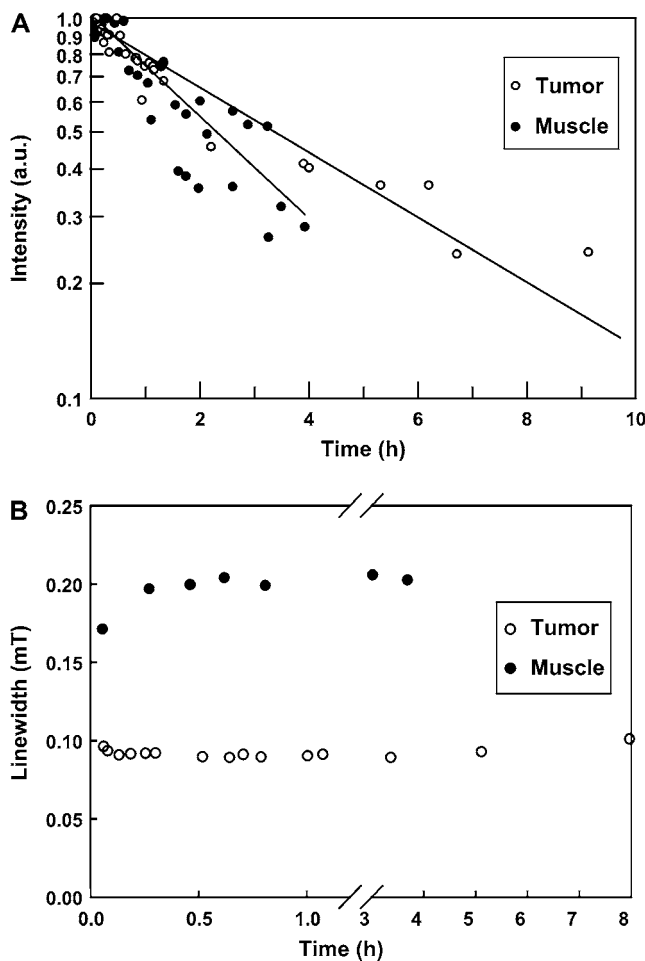 A
Intensity (a.u.)
1.0
0.9
0.8
0.7
0.6
0.5
0.4
0.3
0.2
0.1
Tumor
Muscle
0 2 4 6 8 10
Time (h)
B
Linewidth (mT)
0.25
0.20
0.15
0.10
0.05
0.00
Tumor
Muscle
0.0 0.5 1.0 3 4 5 6 7 8
Time (h)